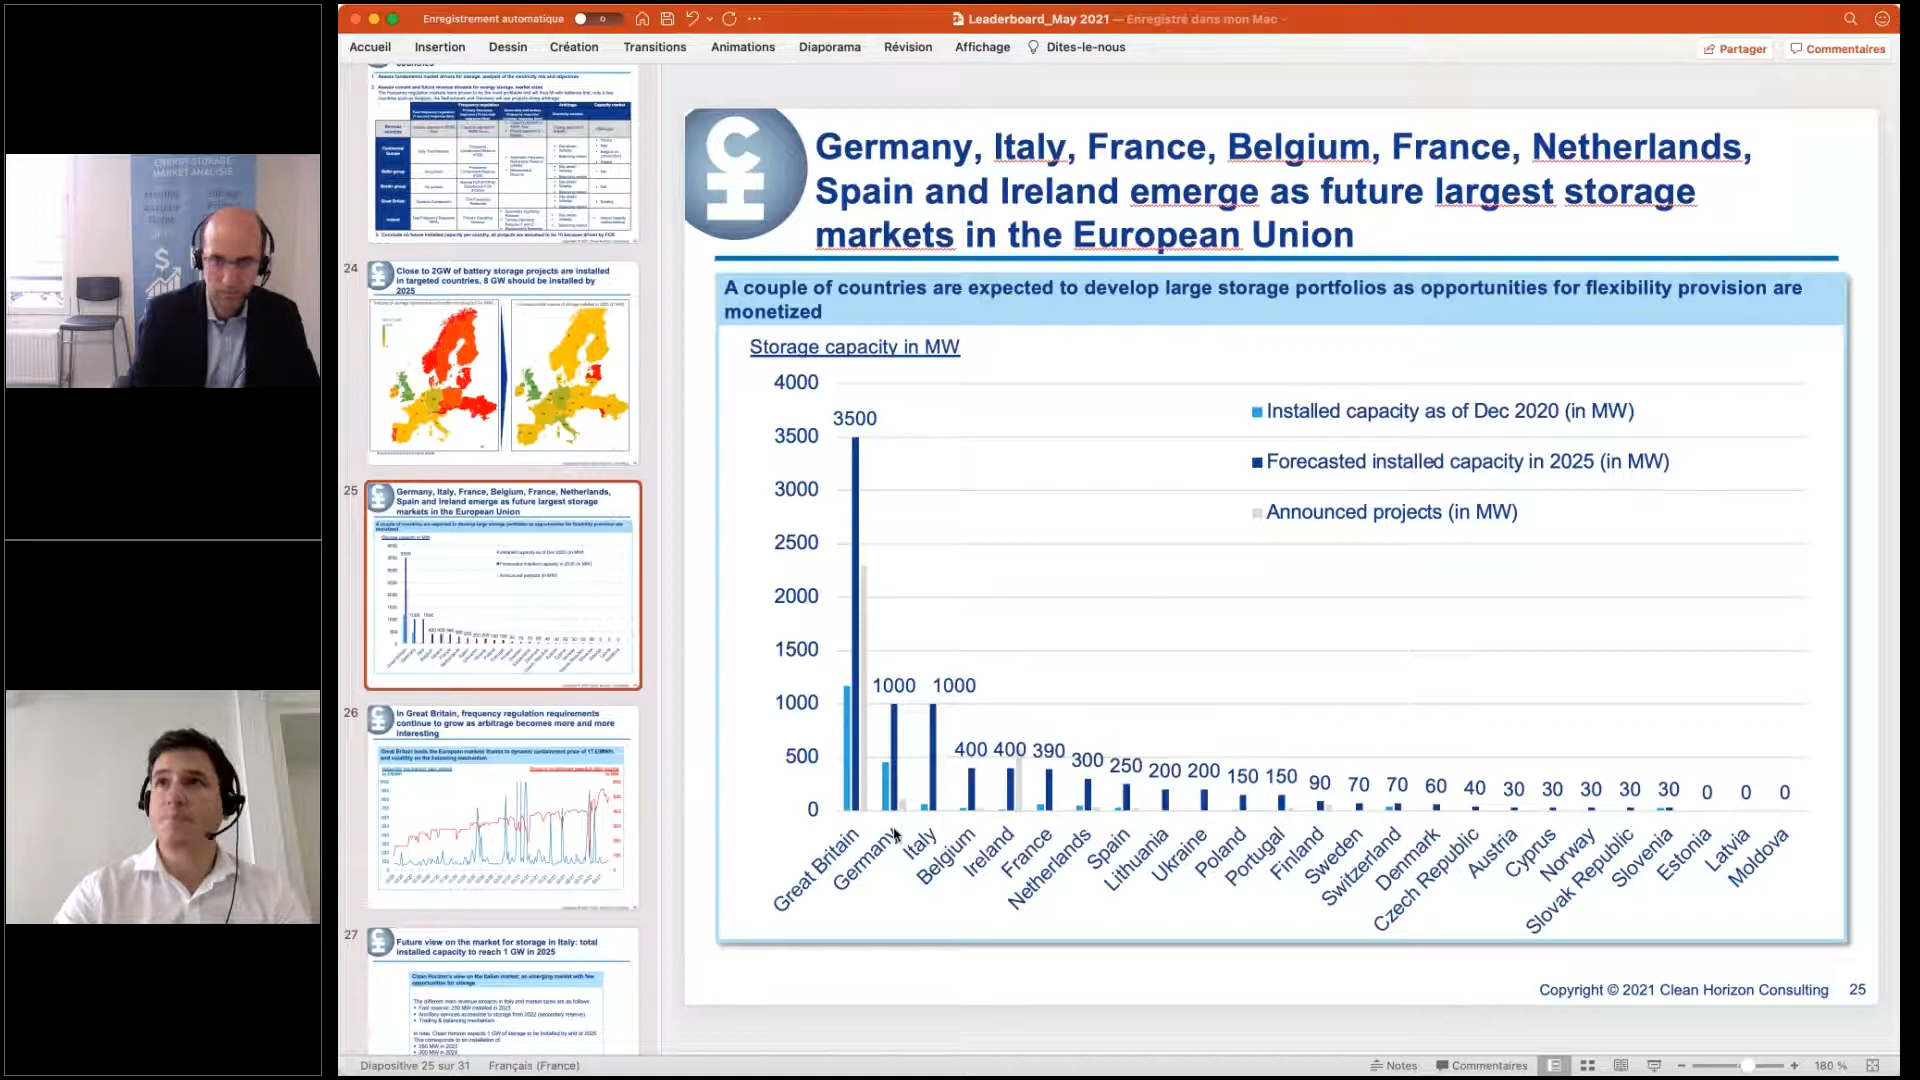 Enregistrement automatique
Leaderboard_May 2021 — Enregistré dans mon Mac
Accueil Insertion Dessin Création Transitions Animations Diaporama Révision Affichage Dites-le-nous
Partager Commentaires
ENERGY STORAGE
MARKET ANALYSIS
24
Close to 2GW of battery storage projects are installed
in targeted countries, 8 GW should be installed by
2025
25
Germany, Italy, France, Belgium, France, Netherlands,
Spain and Ireland emerge as future largest storage
markets in the European Union
26
In Great Britain, frequency regulation requirements
continue to grow as arbitrage becomes more and more
interesting
27
Future view on the market for storage in Italy: total
installed capacity to reach 1 GW in 2025
Germany, Italy, France, Belgium, France, Netherlands,
Spain and Ireland emerge as future largest storage
markets in the European Union
A couple of countries are expected to develop large storage portfolios as opportunities for flexibility provision are
monetized
Storage capacity in MW
4000
3500
3000
2500
2000
1500
1000
500
0
Installed capacity as of Dec 2020 (in MW)
Forecasted installed capacity in 2025 (in MW)
Announced projects (in MW)
3500 1000 1000 400 400 390 300 250 200 200 150 150 90 70 70 60 40 30 30 30 30 30 0 0 0
Great Britain
Germany
Italy
Belgium
Ireland
France
Netherlands
Spain
Lithuania
Ukraine
Poland
Portugal
Finland
Sweden
Switzerland
Denmark
Czech Republic
Austria
Cyprus
Norway
Slovak Republic
Slovenia
Estonia
Latvia
Moldova
Copyright © 2021 Clean Horizon Consulting 25
Diapositive 25 sur 31 Français (France)
Notes Commentaires 180 %